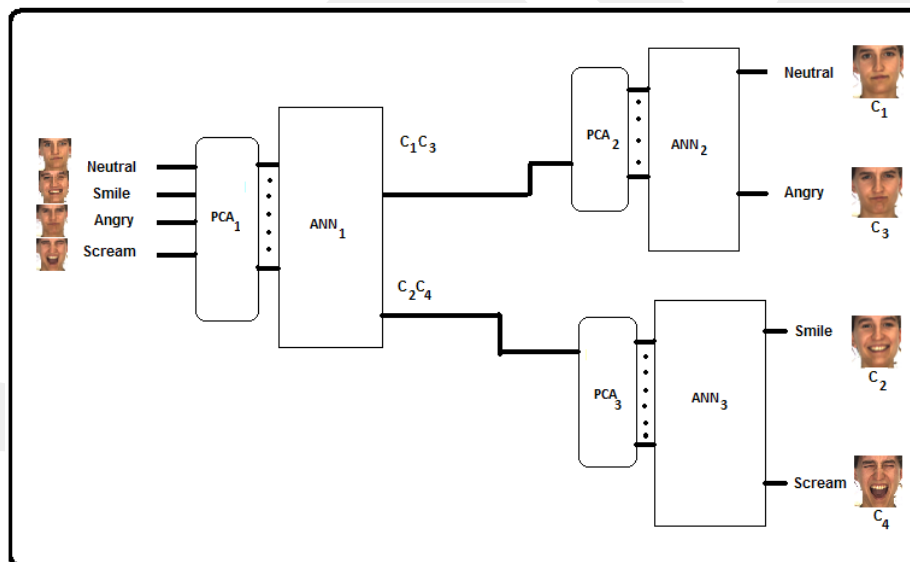 Neutral
Smile
Angry
Scream
PCA1
ANN1
C1C3
C2C4
PCA2
ANN2
Neutral
C1
Angry
C3
PCA3
ANN3
Smile
C2
Scream
C4